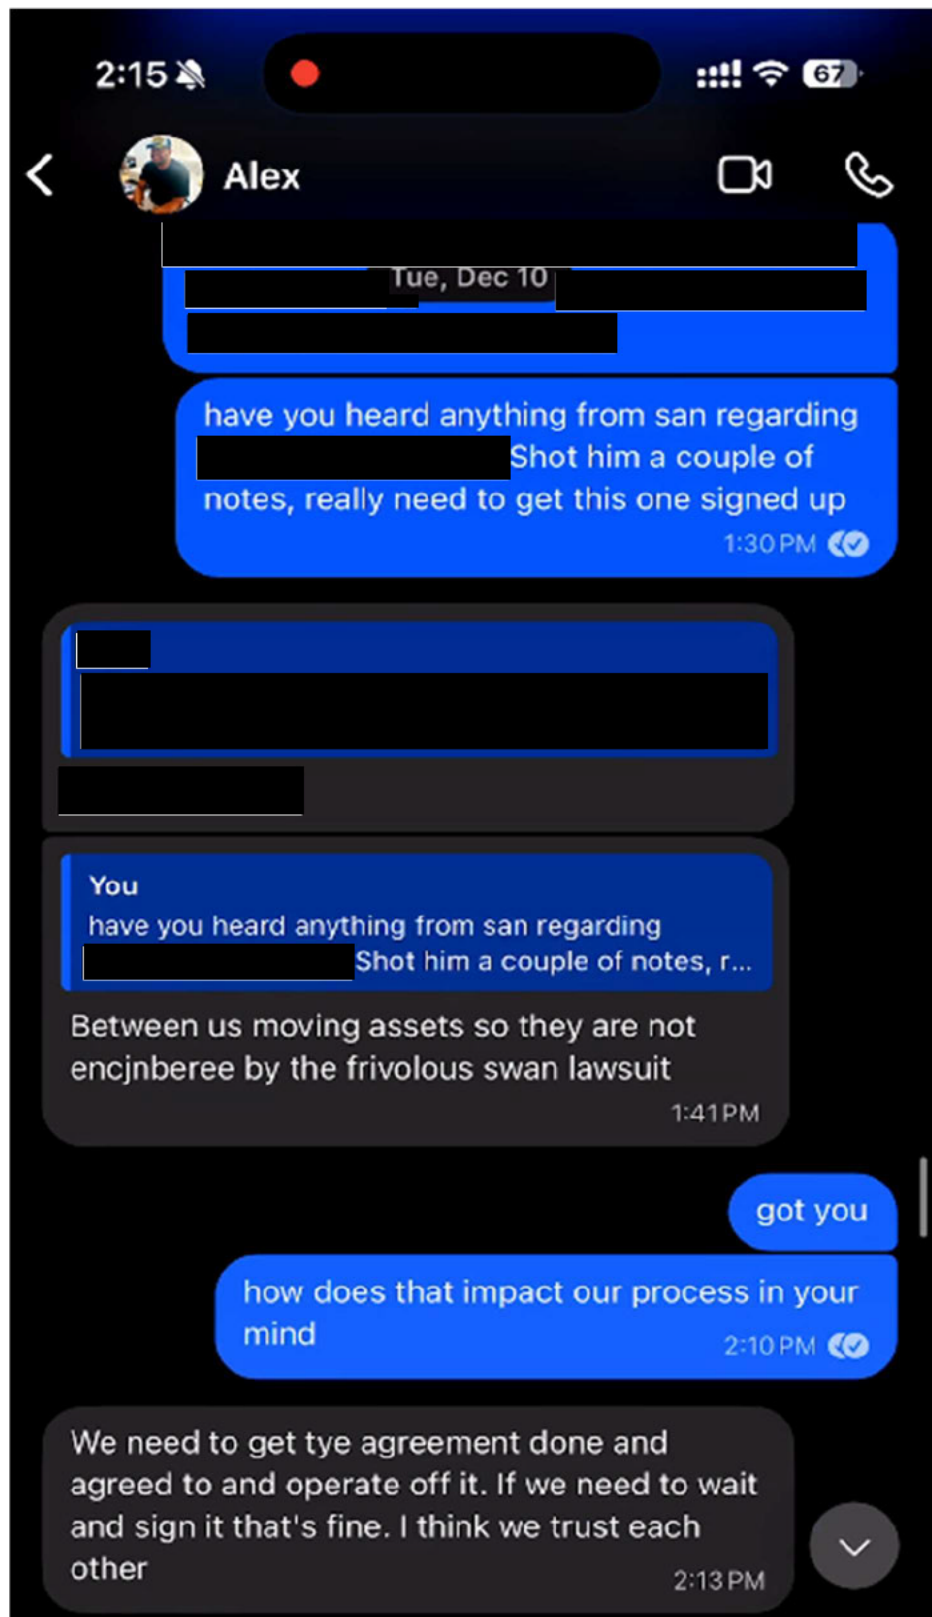 2:15
67
Alex
Tue, Dec 10
have you heard anything from san regarding
Shot him a couple of
notes, really need to get this one signed up
1:30 PM
You
have you heard anything from san regarding
Shot him a couple of notes, r...
Between us moving assets so they are not
encjnberee by the frivolous swan lawsuit
1:41 PM
got you
how does that impact our process in your
mind
2:10 PM
We need to get tye agreement done and
agreed to and operate off it. If we need to wait
and sign it that's fine. I think we trust each
other
2:13 PM